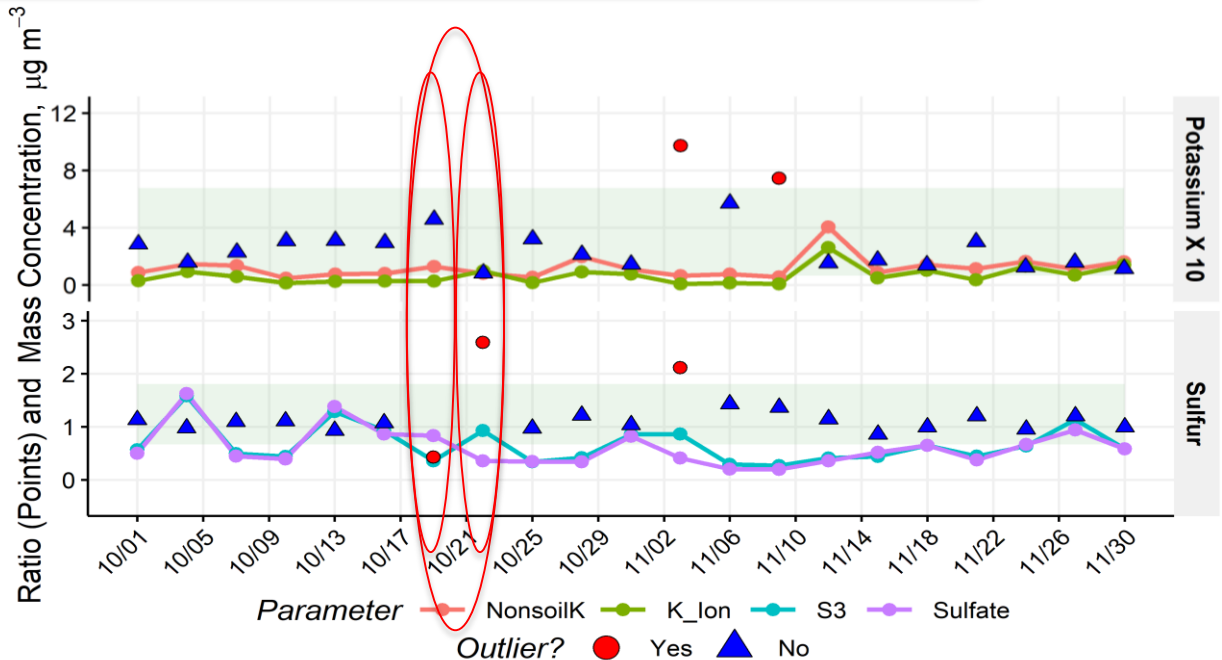 Ratio (Points) and Mass Concentration, µg m⁻³
12
8
4
0
Potassium X 10
3
2
1
0
Sulfur
10/01 10/05 10/09 10/13 10/17 10/21 10/25 10/29 11/02 11/06 11/10 11/14 11/18 11/22 11/26 11/30
Parameter NonsoilK K_Ion S3 Sulfate
Outlier? Yes No